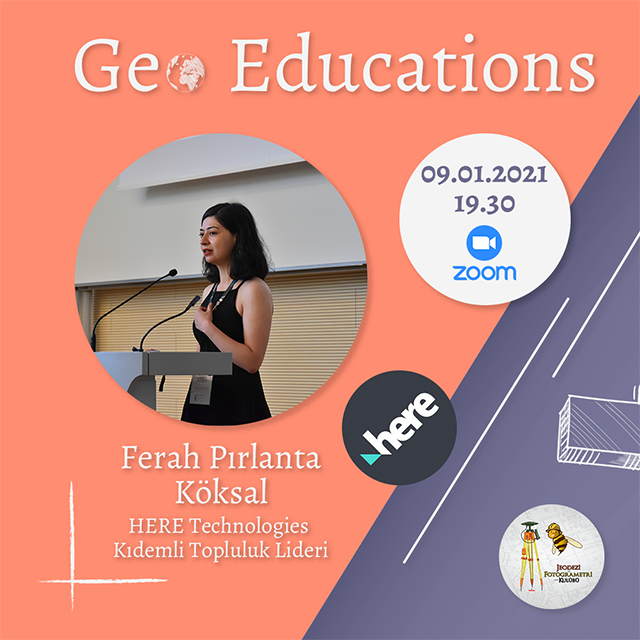 Geo Educations
09.01.2021
19.30
zoom
here
Ferah Pırlanta
Köksal
HERE Technologies
Kıdemli Topluluk Lideri
Jeodezi
Fotogrametri
Kulübü